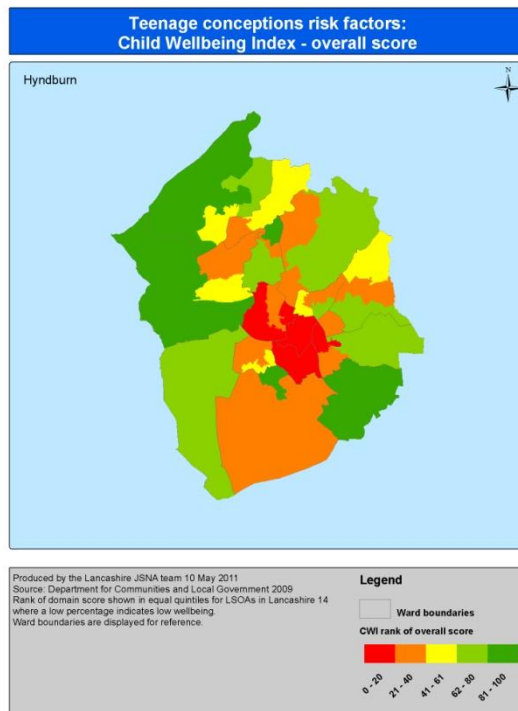 Teenage conceptions risk factors:
Child Wellbeing Index - overall score
Hyndburn
N
Produced by the Lancashire JSNA team 10 May 2011
Source: Department for Communities and Local Government 2009
Rank of domain score shown in equal quintiles for LSOAs in Lancashire 14
where a low percentage indicates low wellbeing.
Ward boundaries are displayed for reference.
Legend
Ward boundaries
CWI rank of overall score
0 - 20
21 - 40
41 - 61
62 - 80
81 - 100